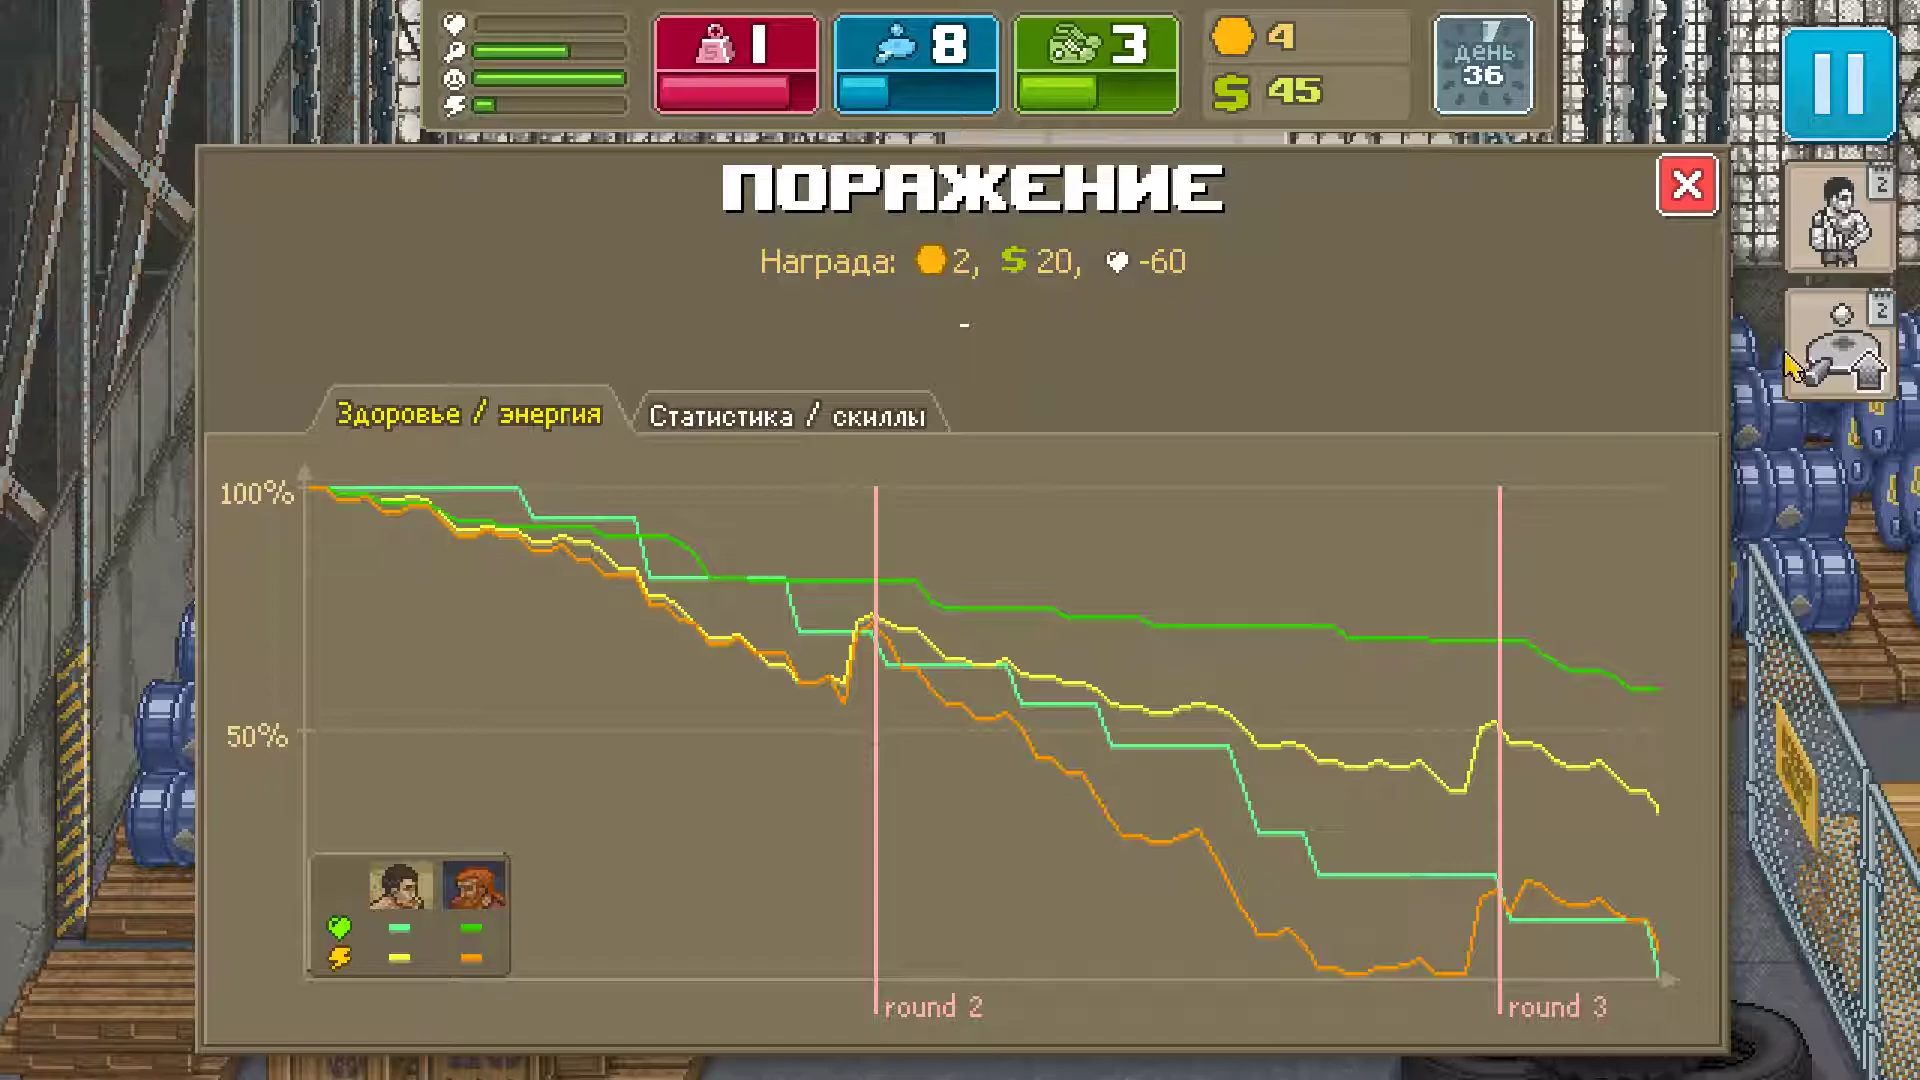 1
8
3
4
$ 45
день
36
2
2
ПОРАЖЕНИЕ
Награда: 2, $ 20, -60
-
Здоровье / энергия
Статистика / скиллы
100%
50%
round 2
round 3